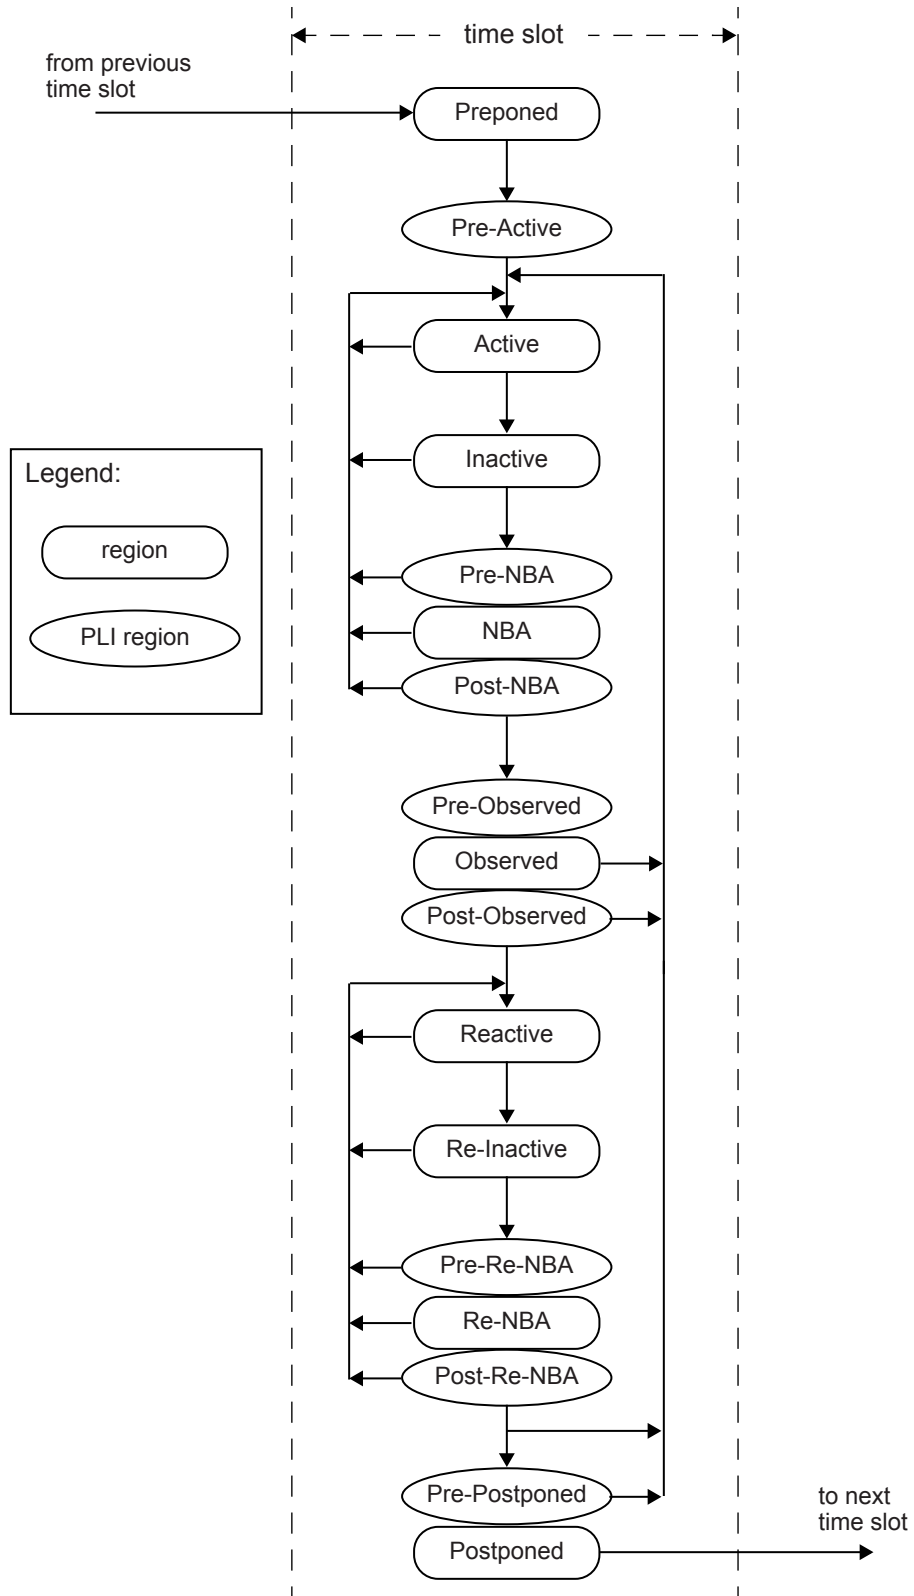 time slot
from previous
time slot
Preponed
Pre-Active
Active
Inactive
Legend:
region
PLI region
Pre-NBA
NBA
Post-NBA
Pre-Observed
Observed
Post-Observed
Reactive
Re-Inactive
Pre-Re-NBA
Re-NBA
Post-Re-NBA
Pre-Postponed
Postponed
to next
time slot